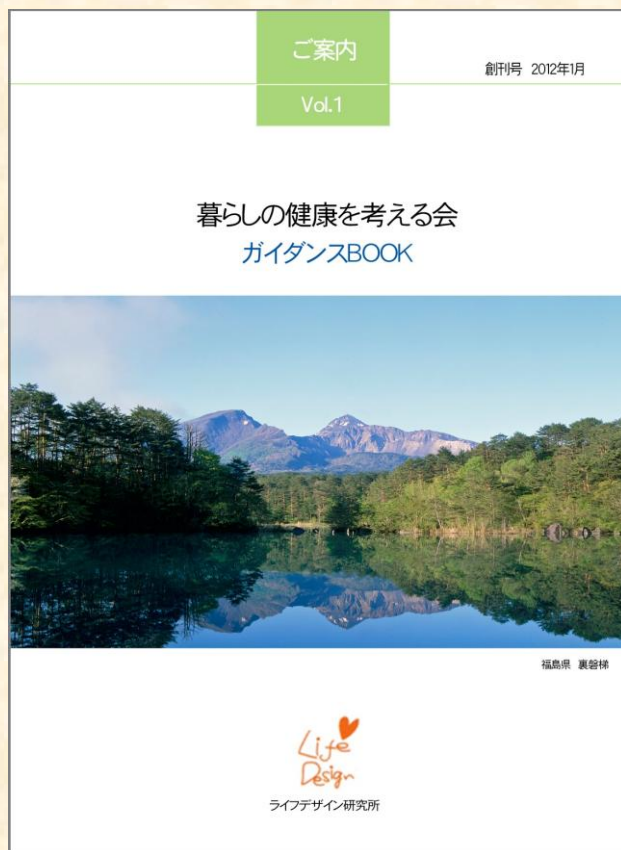 ご案内
創刊号 2012年1月
Vol.1
暮らしの健康を考える会
ガイダンスBOOK
福島県 裏磐梯
Life
Design
ライフデザイン研究所